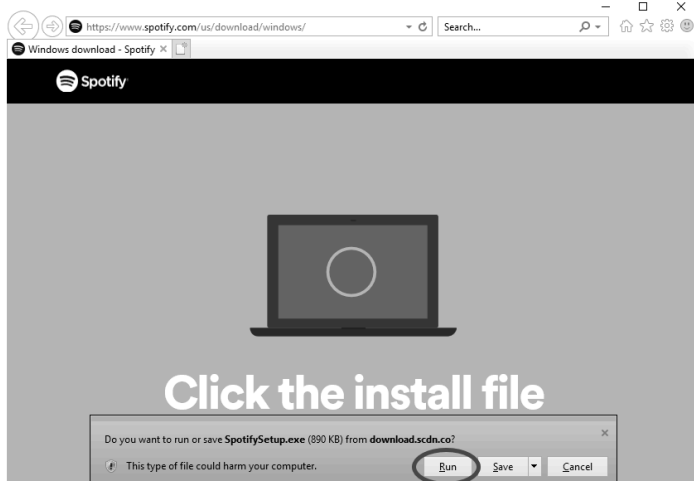 https://www.spotify.com/us/download/windows/
Search...
Windows download - Spotify
Spotify
Click the install file
Do you want to run or save SpotifySetup.exe (890 KB) from download.scdn.co?
This type of file could harm your computer.
Run Save Cancel